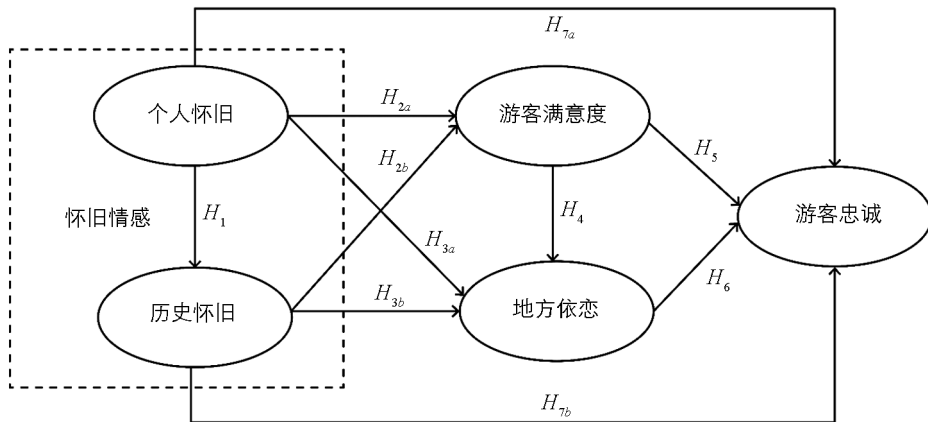 H7a
个人怀旧
H2a
游客满意度
H2b
H5
怀旧情感
H1
H3a
H4
游客忠诚
历史怀旧
H3b
地方依恋
H6
H7b